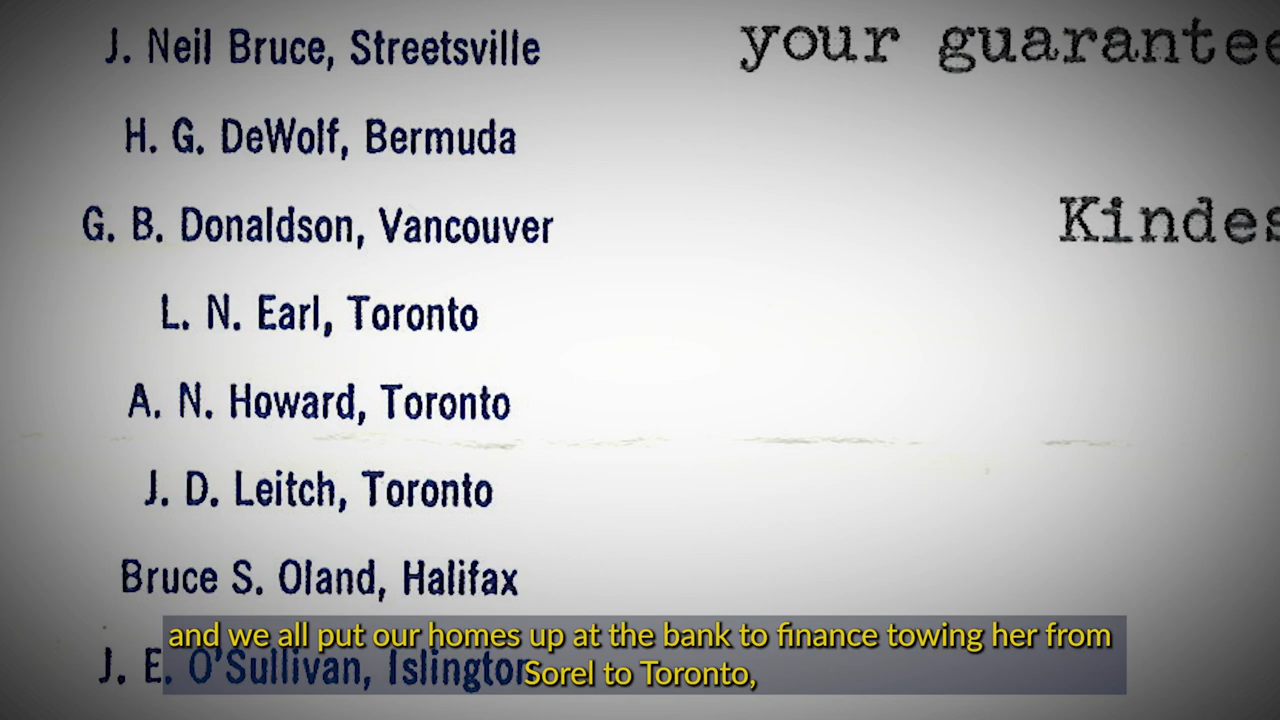 J. Neil Bruce, Streetsville
your guarantee
H. G. DeWolf, Bermuda
G. B. Donaldson, Vancouver
Kindes
L. N. Earl, Toronto
A. N. Howard, Toronto
J. D. Leitch, Toronto
Bruce S. Oland, Halifax
J. E. O'Sullivan, Islington
and we all put our homes up at the bank to finance towing her from
Sorel to Toronto,